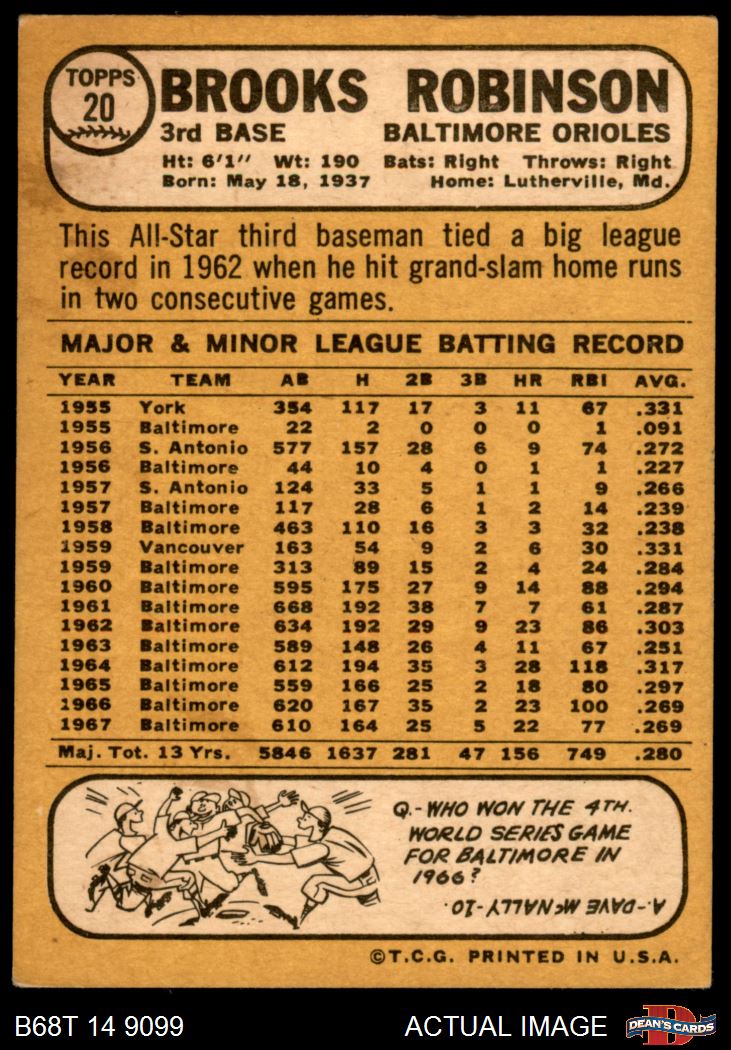 TOPPS
20
BROOKS ROBINSON
3rd BASE BALTIMORE ORIOLES
Ht: 6'1" Wt: 190 Bats: Right Throws: Right
Born: May 18, 1937 Home: Lutherville, Md.
This All-Star third baseman tied a big league
record in 1962 when he hit grand-slam home runs
in two consecutive games.
MAJOR & MINOR LEAGUE BATTING RECORD
YEAR TEAM AB H 2B 3B HR RBI AVG.
1955 York 354 117 17 3 11 67 .331
1955 Baltimore 22 2 0 0 0 1 .091
1956 S. Antonio 577 157 28 6 9 74 .272
1956 Baltimore 44 10 4 0 1 1 .227
1957 S. Antonio 124 33 5 1 1 9 .266
1957 Baltimore 117 28 6 1 2 14 .239
1958 Baltimore 463 110 16 3 3 32 .238
1959 Vancouver 163 54 9 2 6 30 .331
1959 Baltimore 313 89 15 2 4 24 .284
1960 Baltimore 595 175 27 9 14 88 .294
1961 Baltimore 668 192 38 7 7 61 .287
1962 Baltimore 634 192 29 9 23 86 .303
1963 Baltimore 589 148 26 4 11 67 .251
1964 Baltimore 612 194 35 3 28 118 .317
1965 Baltimore 559 166 25 2 18 80 .297
1966 Baltimore 620 167 35 2 23 100 .269
1967 Baltimore 610 164 25 5 22 77 .269
Maj. Tot. 13 Yrs. 5846 1637 281 47 156 749 .280
Q.-WHO WON THE 4TH.
WORLD SERIES GAME
FOR BALTIMORE IN
1966?
A-DAVE McNALLY-10.
©T.C.G. PRINTED IN U.S.A.
B68T 14 9099 ACTUAL IMAGE
D
DEAN'S CARDS